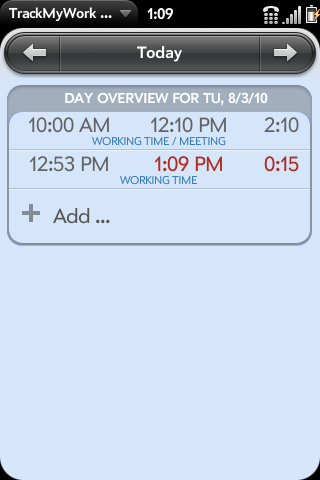 TrackMyWork ... 1:09
Today
DAY OVERVIEW FOR TU, 8/3/10
10:00 AM 12:10 PM 2:10
WORKING TIME / MEETING
12:53 PM 1:09 PM 0:15
WORKING TIME
Add ...